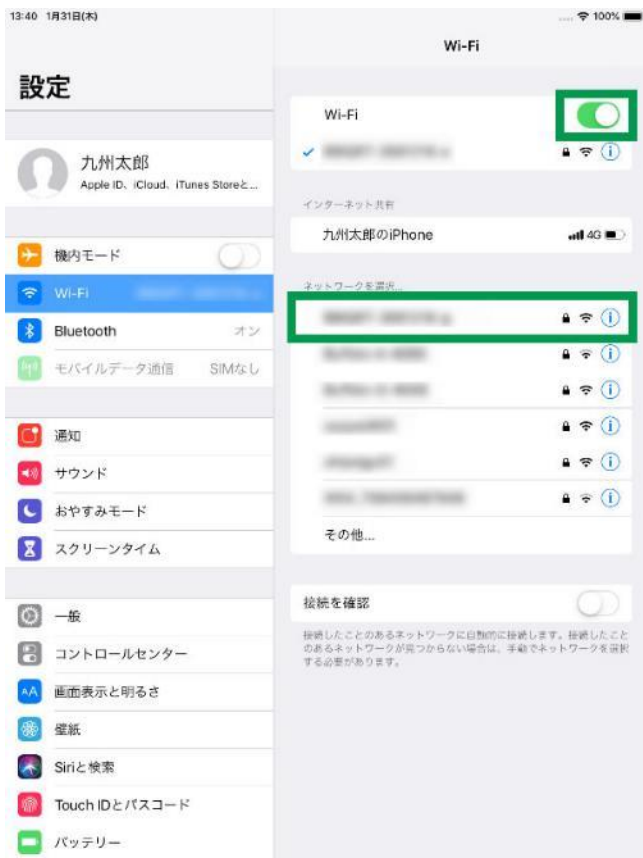 13:40 1月31日(木)
100%
設定
九州太郎
Apple ID、iCloud、iTunes Storeと...
機内モード
Wi-Fi
Bluetooth オン
モバイルデータ通信 SIMなし
通知
サウンド
おやすみモード
スクリーンタイム
一般
コントロールセンター
AA 画面表示と明るさ
壁紙
Siriと検索
Touch IDとパスコード
バッテリー
Wi-Fi
Wi-Fi
インターネット共有
九州太郎のiPhone 4G
ネットワークを選択...
その他...
接続を確認
接続したことのあるネットワークに自動的に接続します。接続したこと
のあるネットワークが見つからない場合は、手動でネットワークを選択
する必要があります。